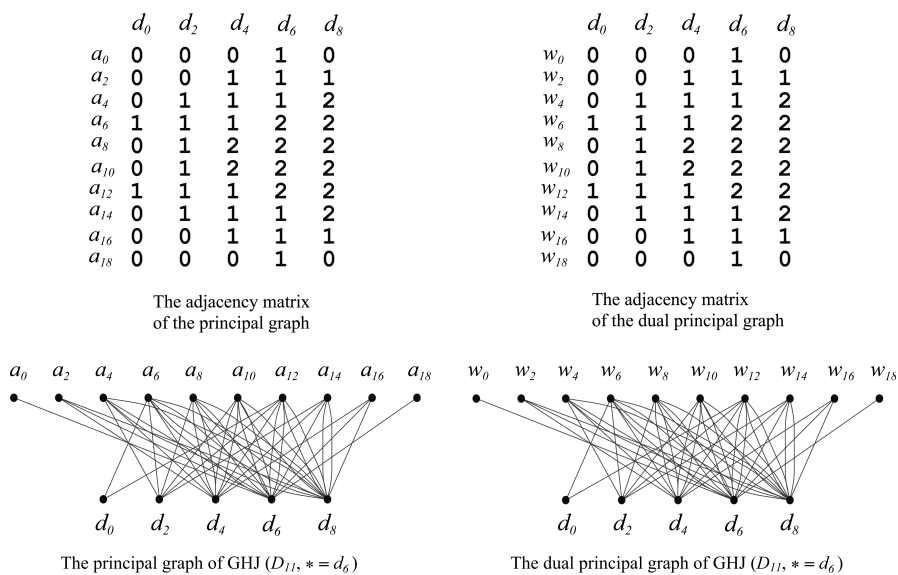 d0 d2 d4 d6 d8
a0 0 0 0 1 0
a2 0 0 1 1 1
a4 0 1 1 1 2
a6 1 1 1 2 2
a8 0 1 2 2 2
a10 0 1 2 2 2
a12 1 1 1 2 2
a14 0 1 1 1 2
a16 0 0 1 1 1
a18 0 0 0 1 0
The adjacency matrix
of the principal graph
d0 d2 d4 d6 d8
w0 0 0 0 1 0
w2 0 0 1 1 1
w4 0 1 1 1 2
w6 1 1 1 2 2
w8 0 1 2 2 2
w10 0 1 2 2 2
w12 1 1 1 2 2
w14 0 1 1 1 2
w16 0 0 1 1 1
w18 0 0 0 1 0
The adjacency matrix
of the dual principal graph
a0 a2 a4 a6 a8 a10 a12 a14 a16 a18
d0 d2 d4 d6 d8
The principal graph of GHJ (D11, * = d6)
w0 w2 w4 w6 w8 w10 w12 w14 w16 w18
d0 d2 d4 d6 d8
The dual principal graph of GHJ (D11, * = d6)